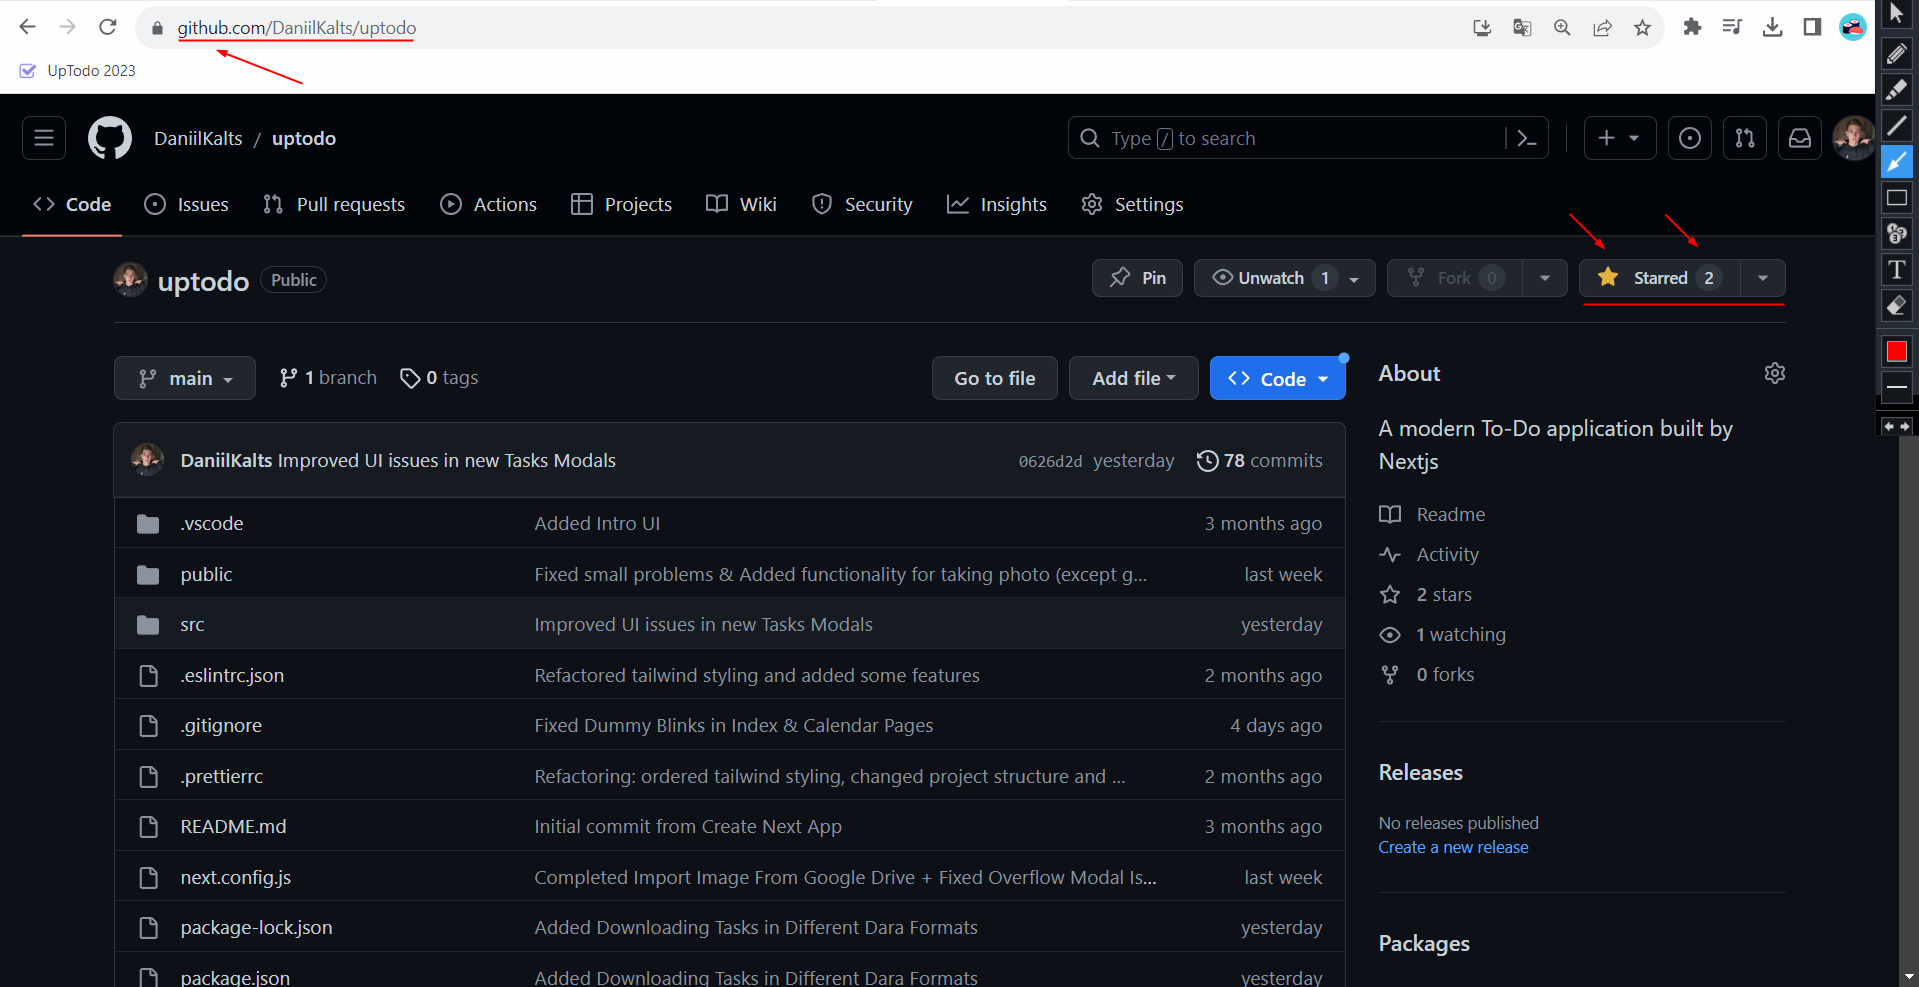 github.com/DaniilKalts/uptodo
UpTodo 2023
DaniilKalts / uptodo
Type / to search
Code
Issues
Pull requests
Actions
Projects
Wiki
Security
Insights
Settings
uptodo Public
Pin
Unwatch 1
Fork 0
Starred 2
main
1 branch
0 tags
Go to file
Add file
Code
DaniilKalts Improved UI issues in new Tasks Modals 0626d2d yesterday 78 commits
.vscode Added Intro UI 3 months ago
public Fixed small problems & Added functionality for taking photo (except g... last week
src Improved UI issues in new Tasks Modals yesterday
.eslintrc.json Refactored tailwind styling and added some features 2 months ago
.gitignore Fixed Dummy Blinks in Index & Calendar Pages 4 days ago
.prettierrc Refactoring: ordered tailwind styling, changed project structure and ... 2 months ago
README.md Initial commit from Create Next App 3 months ago
next.config.js Completed Import Image From Google Drive + Fixed Overflow Modal Is... last week
package-lock.json Added Downloading Tasks in Different Dara Formats yesterday
package.json Added Downloading Tasks in Different Dara Formats yesterday
About
A modern To-Do application built by
Nextjs
Readme
Activity
2 stars
1 watching
0 forks
Releases
No releases published
Create a new release
Packages
T